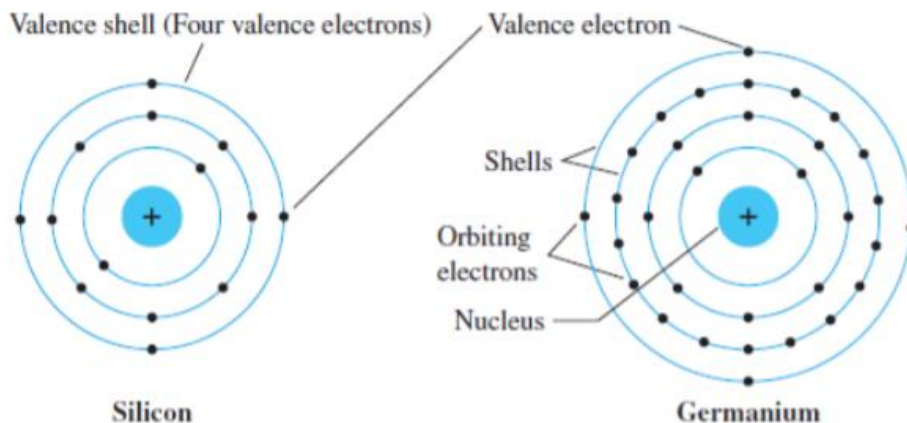 Valence shell (Four valence electrons)
Valence electron
Shells
Orbiting
electrons
Nucleus
+
+
Silicon
Germanium